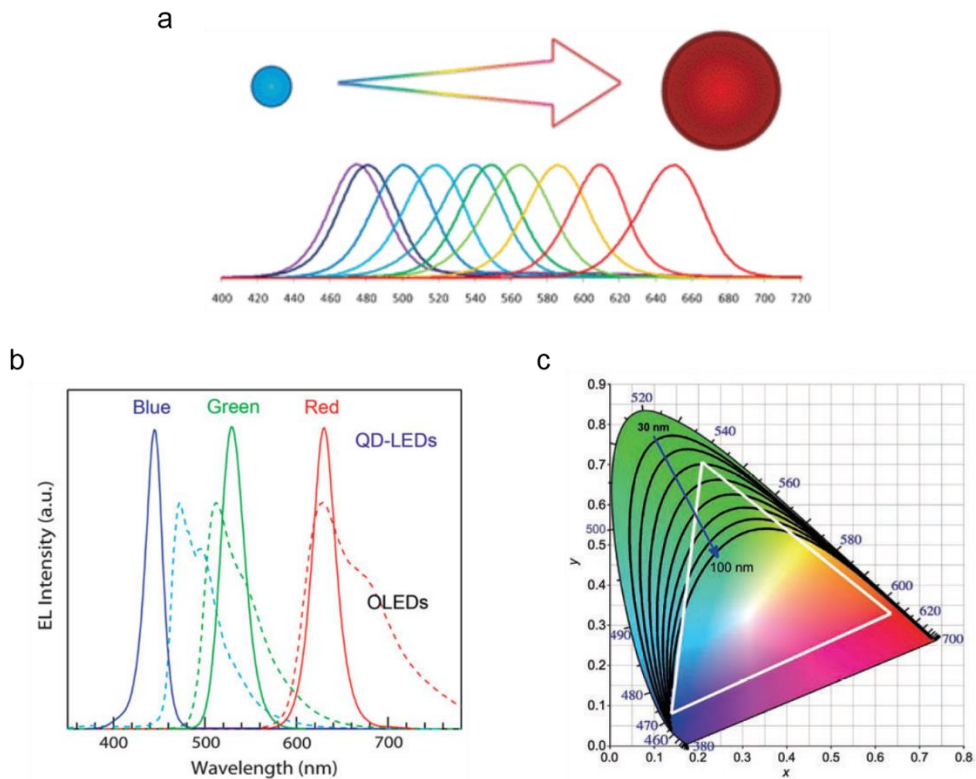 a
400 420 440 460 480 500 520 540 560 580 600 620 640 660 680 700 720
b
Blue Green Red
QD-LEDs
OLEDs
EL Intensity (a.u.)
400 500 600 700
Wavelength (nm)
c
0.9
0.8
0.7
0.6
0.5
0.4
0.3
0.2
0.1
0.0
y
520
30 nm
540
560
500
580
100 nm
600
620
490
700
480
470
460
380
0.0 0.1 0.2 0.3 0.4 0.5 0.6 0.7 0.8
x